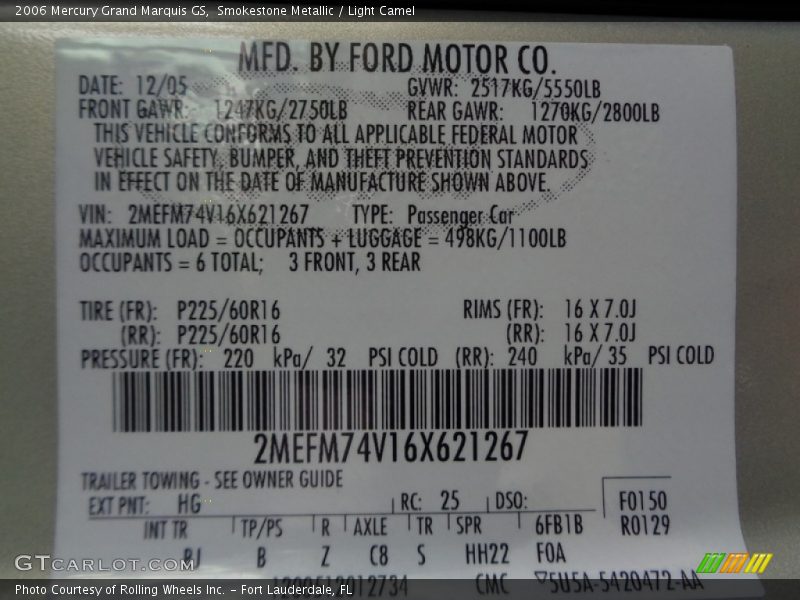 2006 Mercury Grand Marquis GS, Smokestone Metallic / Light Camel
MFD. BY FORD MOTOR CO.
DATE: 12/05 GVWR: 2517KG/5550LB
FRONT GAWR: 1247KG/2750LB REAR GAWR: 1270KG/2800LB
THIS VEHICLE CONFORMS TO ALL APPLICABLE FEDERAL MOTOR
VEHICLE SAFETY, BUMPER, AND THEFT PREVENTION STANDARDS
IN EFFECT ON THE DATE OF MANUFACTURE SHOWN ABOVE.
VIN: 2MEFM74V16X621267 TYPE: Passenger Car
MAXIMUM LOAD = OCCUPANTS + LUGGAGE = 498KG/1100LB
OCCUPANTS = 6 TOTAL; 3 FRONT, 3 REAR
TIRE (FR): P225/60R16 RIMS (FR): 16 X 7.0J
(RR): P225/60R16 (RR): 16 X 7.0J
PRESSURE (FR): 220 kPa/ 32 PSI COLD (RR): 240 kPa/ 35 PSI COLD
2MEFM74V16X621267
TRAILER TOWING - SEE OWNER GUIDE
EXT PNT: HG RC: 25 DSO: F0150
INT TR TP/PS R AXLE TR SPR 6FB1B R0129
BJ B Z C8 S HH22 F0A
CMC 5U5A-5420472-AA
GTCarLot.com
Photo Courtesy of Rolling Wheels Inc. – Fort Lauderdale, FL